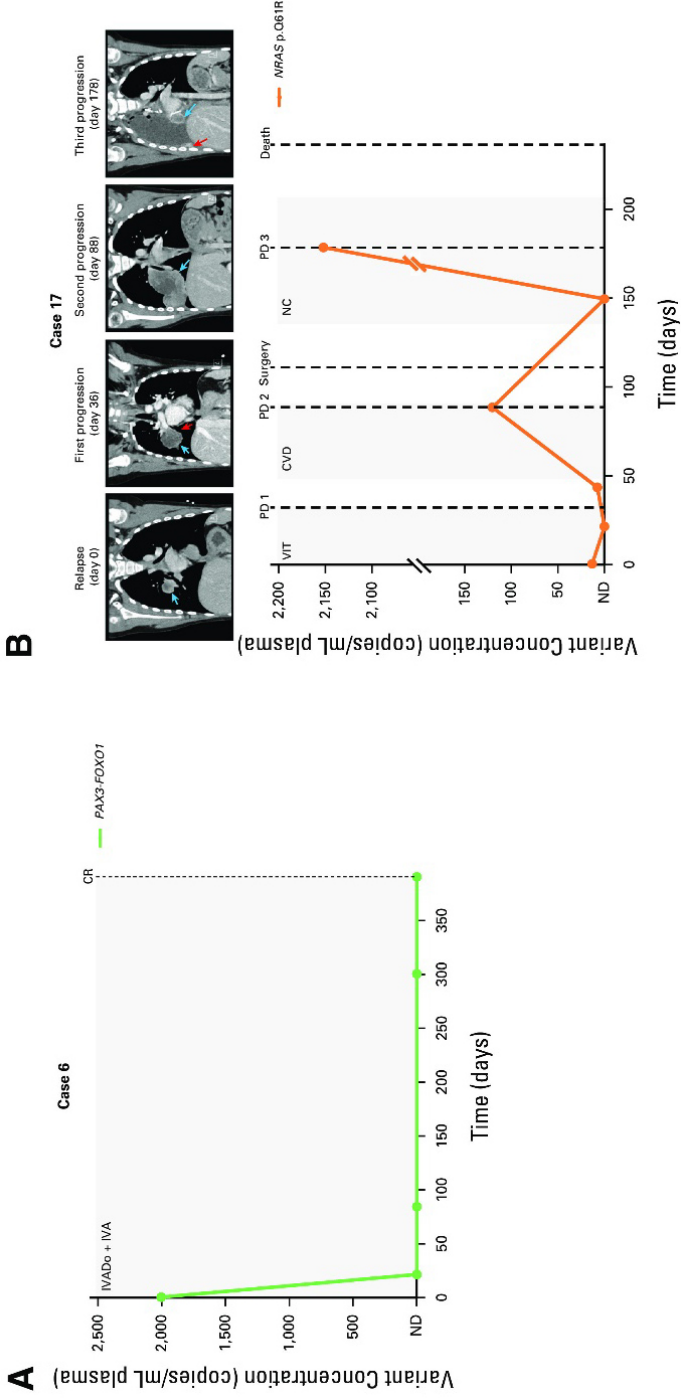 A
Case 6
Variant Concentration (copies/mL plasma)
2,500
2,000
1,500
1,000
500
ND
IVADo + IVA
CR
PAX3-FOXO1
0
50
100
150
200
250
300
350
Time (days)
B
Case 17
Relapse
(day 0)
First progression
(day 36)
Second progression
(day 88)
Third progression
(day 178)
Variant Concentration (copies/mL plasma)
2,200
2,150
2,100
150
100
50
ND
VIT
PD 1
CVD
PD 2
Surgery
NC
PD 3
Death
NRAS p.O61R
0
50
100
150
200
Time (days)